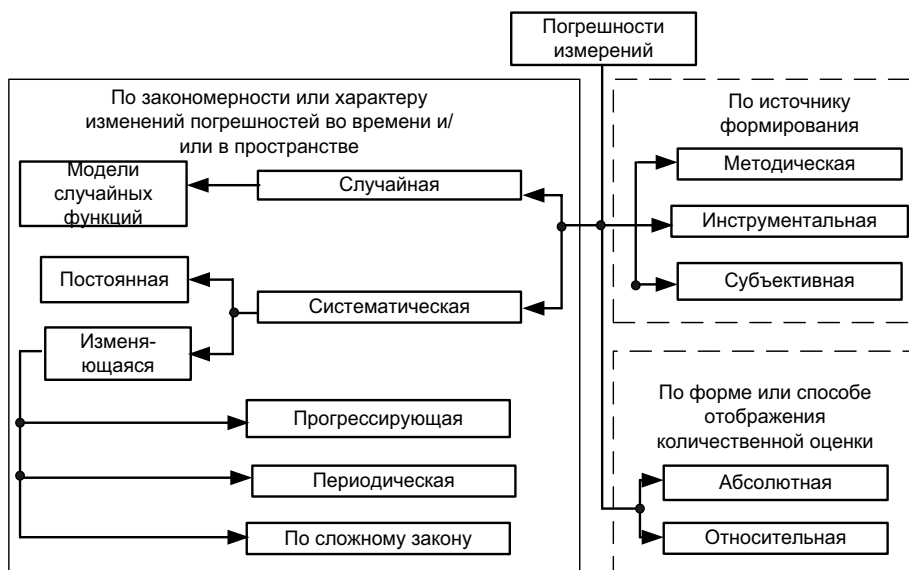 Погрешности
измерений
По закономерности или характеру
изменений погрешностей во времени и/
или в пространстве
Модели
случайных
функций
Случайная
Постоянная
Систематическая
Изменя-
ющаяся
Прогрессирующая
Периодическая
По сложному закону
По источнику
формирования
Методическая
Инструментальная
Субъективная
По форме или способе
отображения
количественной оценки
Абсолютная
Относительная